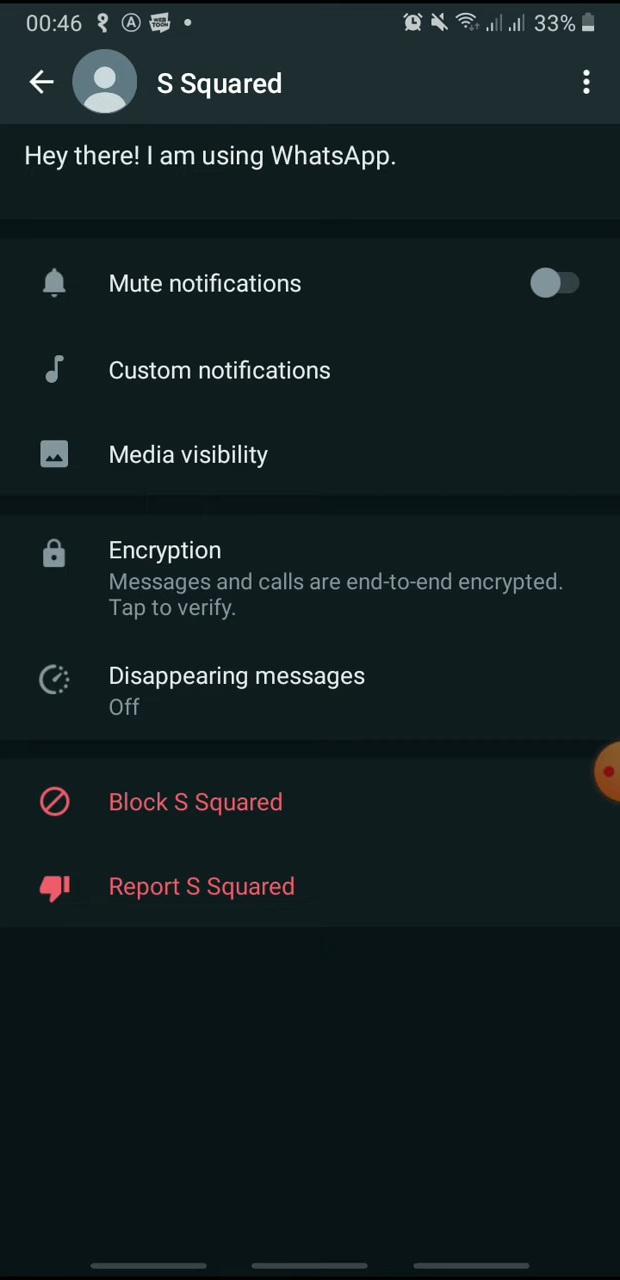 00:46 33%
S Squared
Hey there! I am using WhatsApp.
Mute notifications
Custom notifications
Media visibility
Encryption
Messages and calls are end-to-end encrypted.
Tap to verify.
Disappearing messages
Off
Block S Squared
Report S Squared